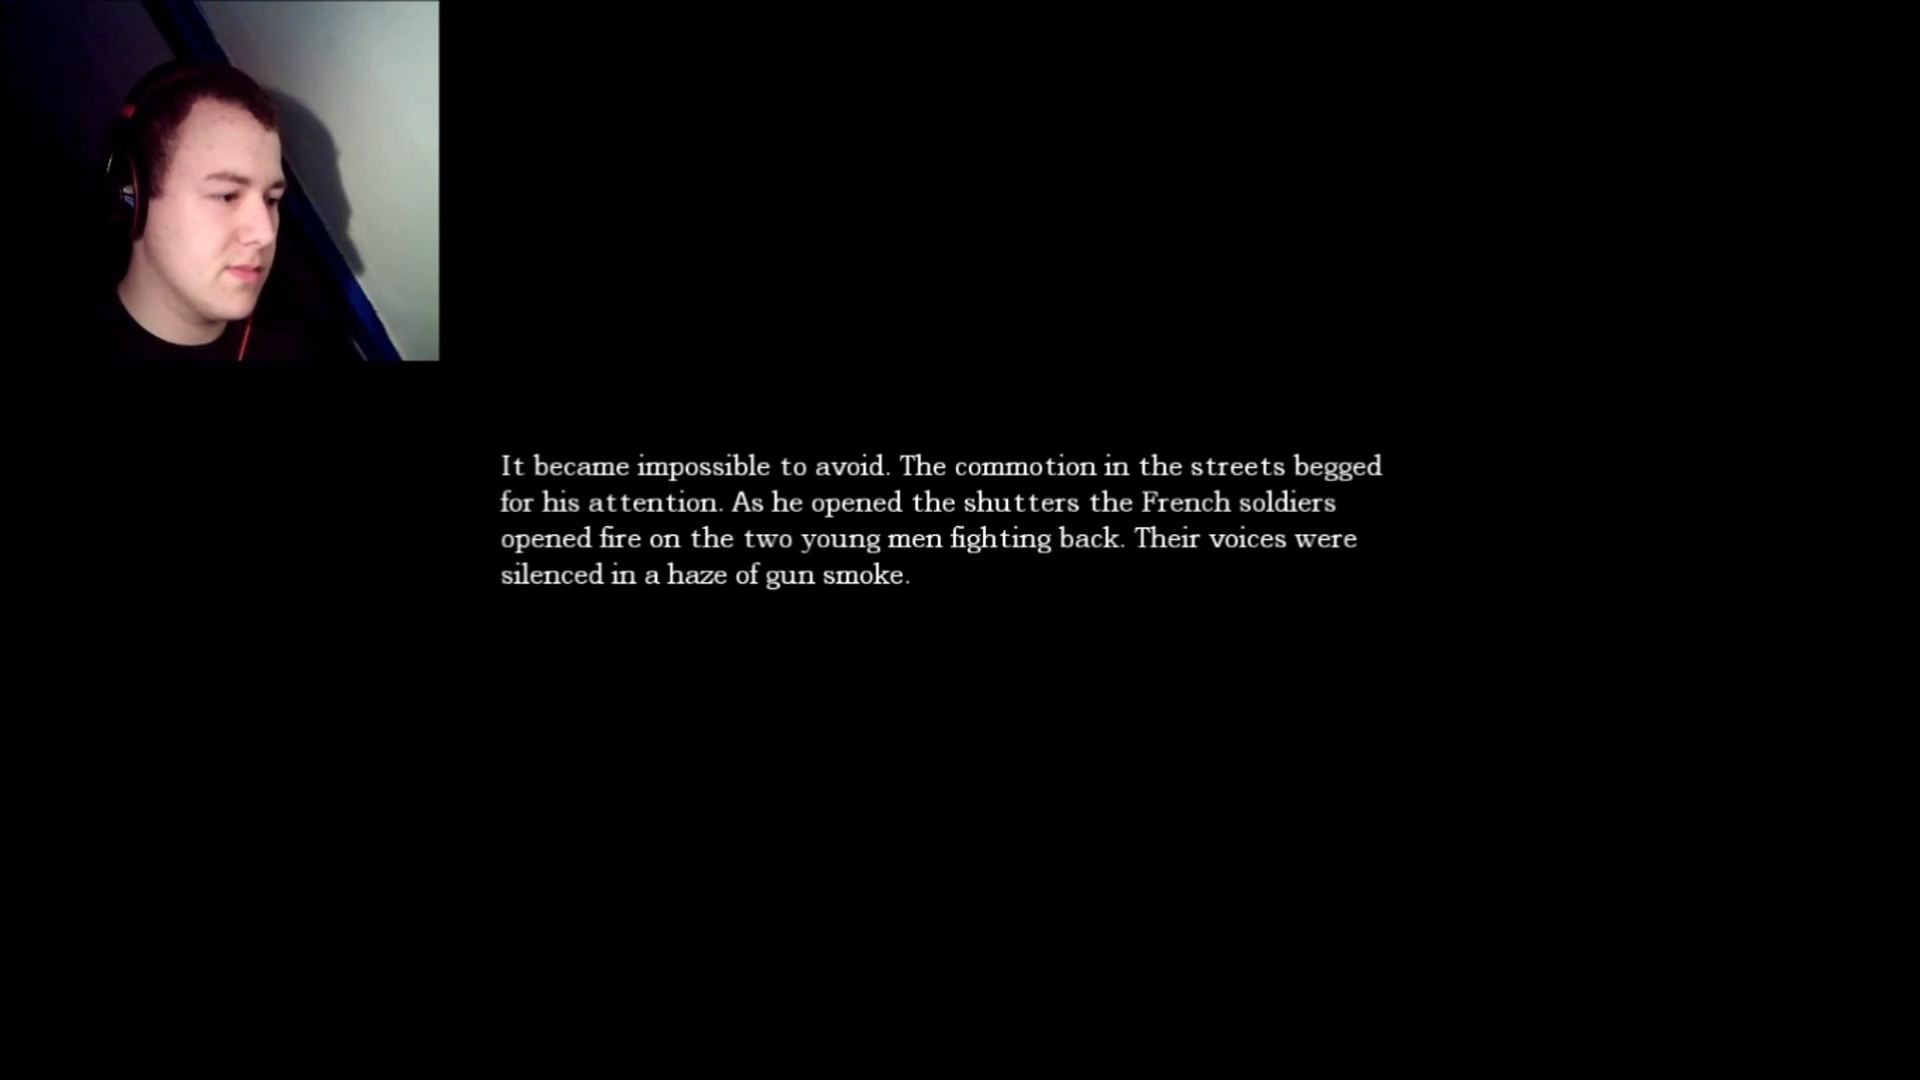 It became impossible to avoid. The commotion in the streets begged
for his attention. As he opened the shutters the French soldiers
opened fire on the two young men fighting back. Their voices were
silenced in a haze of gun smoke.